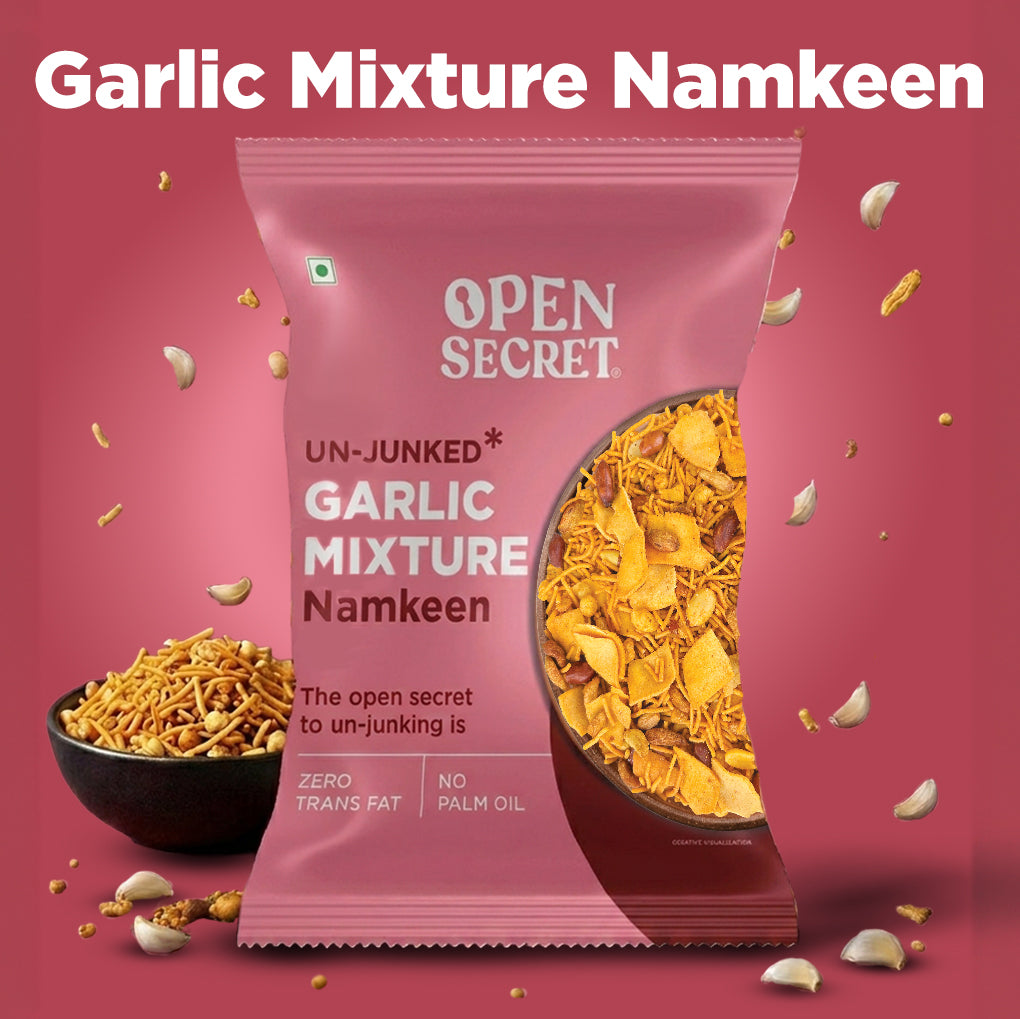 Garlic Mixture Namkeen
OPEN
SECRET®
UN-JUNKED*
GARLIC
MIXTURE
Namkeen
The open secret
to un-junking is
ZERO
TRANS FAT
NO
PALM OIL
CREATIVE VISUALIZATION